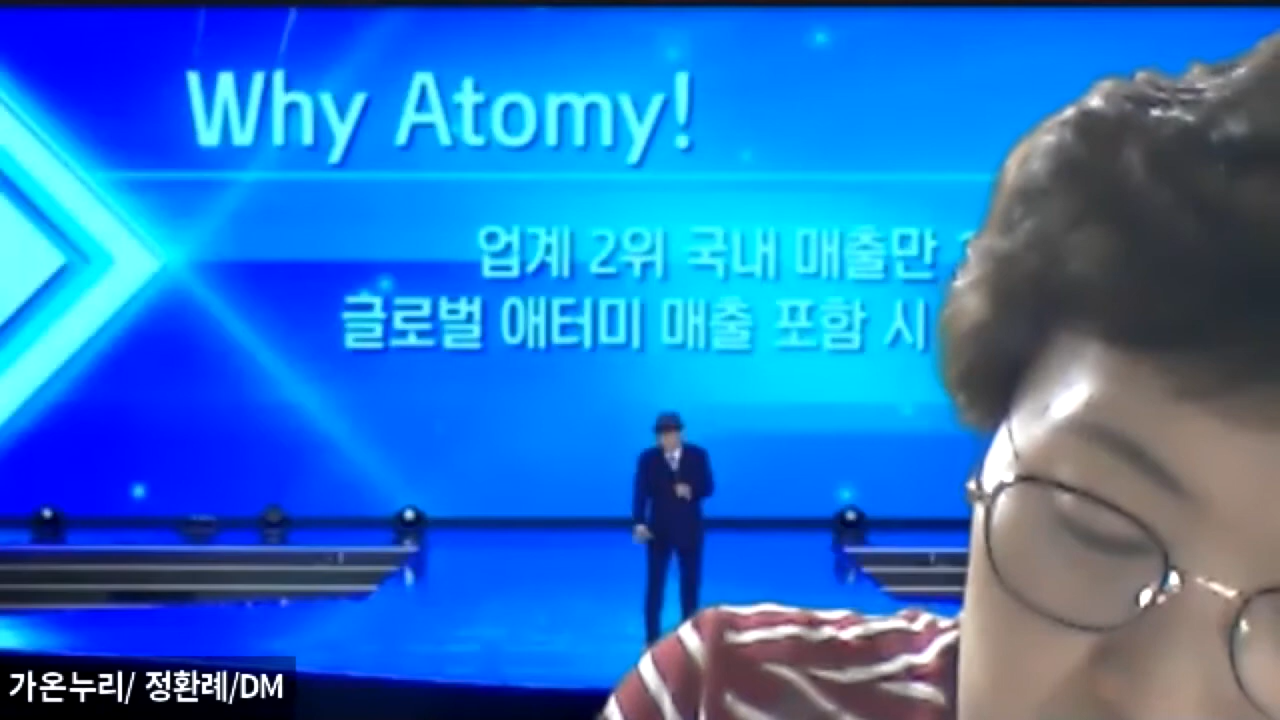 Why Atomy!
업계 2위 국내 매출만
글로벌 애터미 매출 포함 시
가온누리/ 정환례/DM